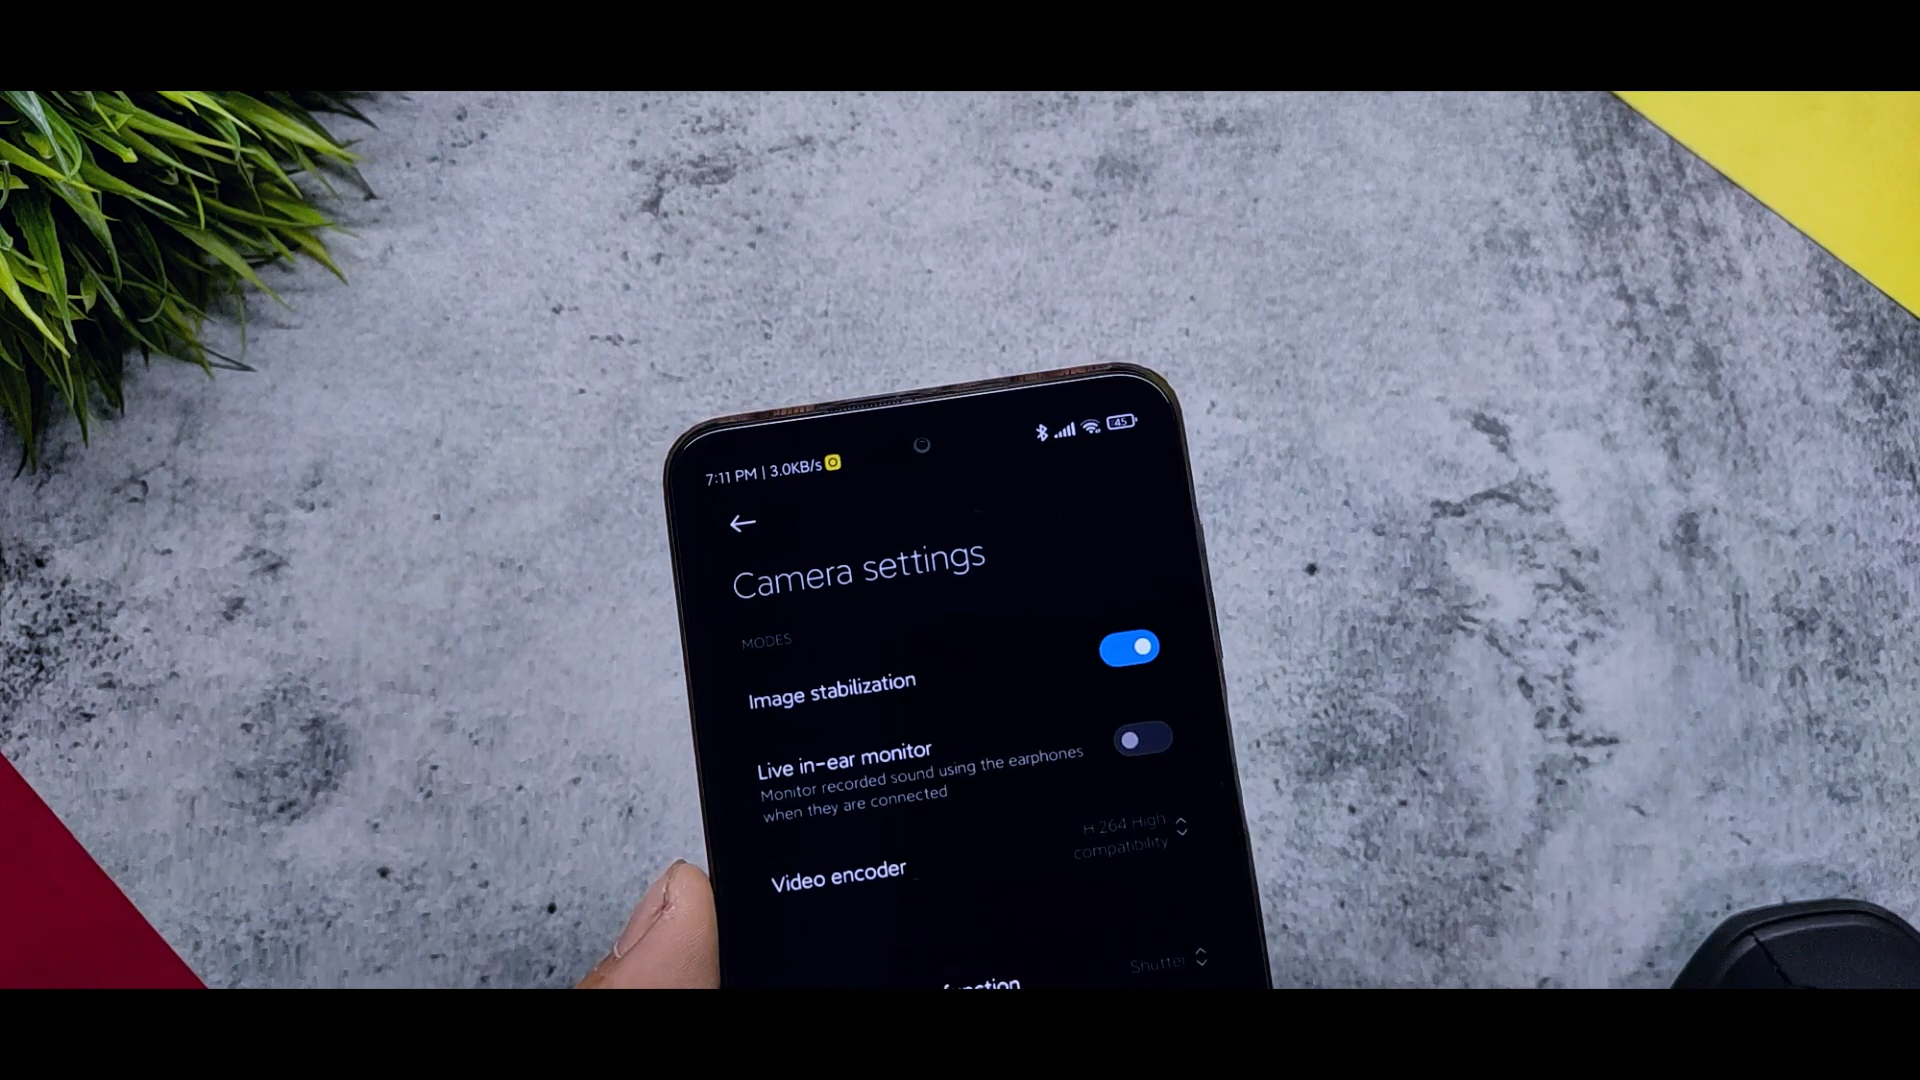 7:11 PM | 3.0KB/s
45
Camera settings
MODES
Image stabilization
Live in-ear monitor
Monitor recorded sound using the earphones
when they are connected
H.264 High
compatibility
Video encoder
Shutter
function